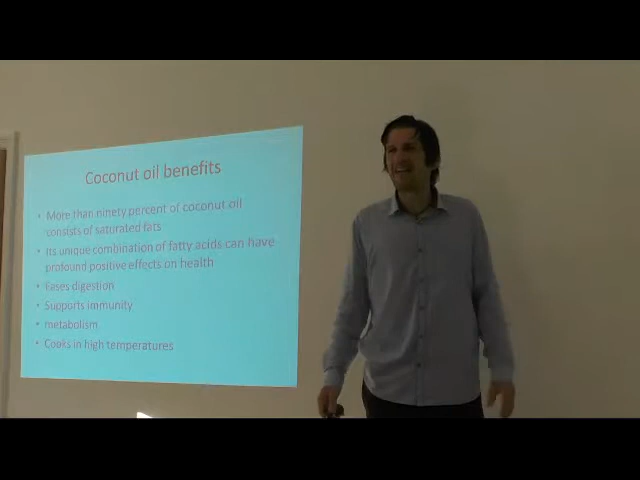 Coconut oil benefits
• More than ninety percent of coconut oil
consists of saturated fats
• Its unique combination of fatty acids can have
profound positive effects on health
• Eases digestion
• Supports immunity
• metabolism
• Cooks in high temperatures